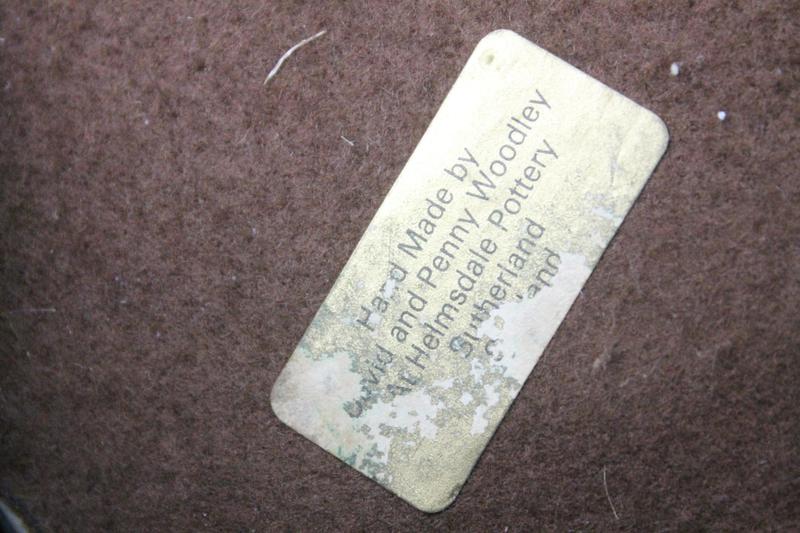 Hand Made by
David and Penny Woodley
At Helmsdale Pottery
Sutherland